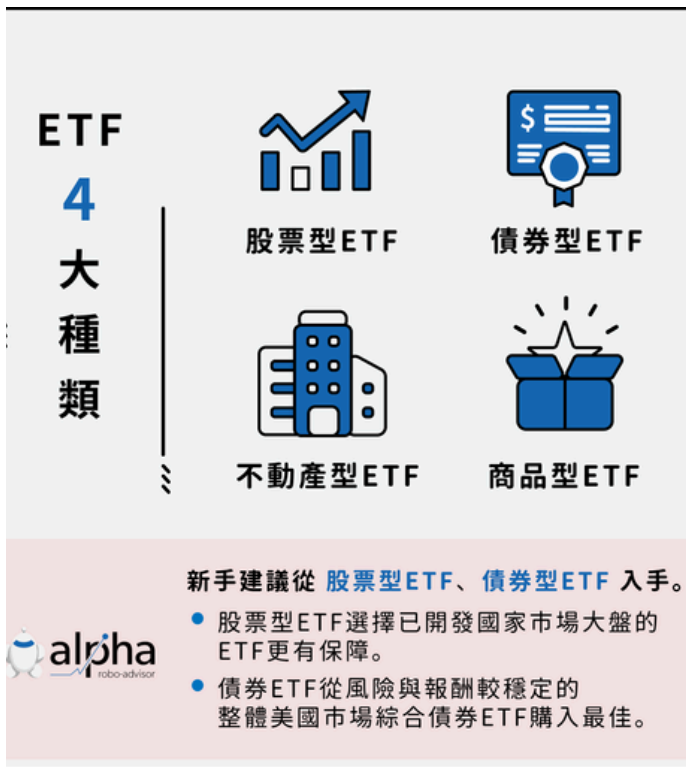 ETF
4
大
種
類
股票型ETF
債券型ETF
不動產型ETF
商品型ETF
新手建議從 股票型ETF、債券型ETF 入手。
股票型ETF選擇已開發國家市場大盤的
ETF更有保障。
債券ETF從風險與報酬較穩定的
整體美國市場綜合債券ETF購入最佳。
alpha
robo-advisor
$